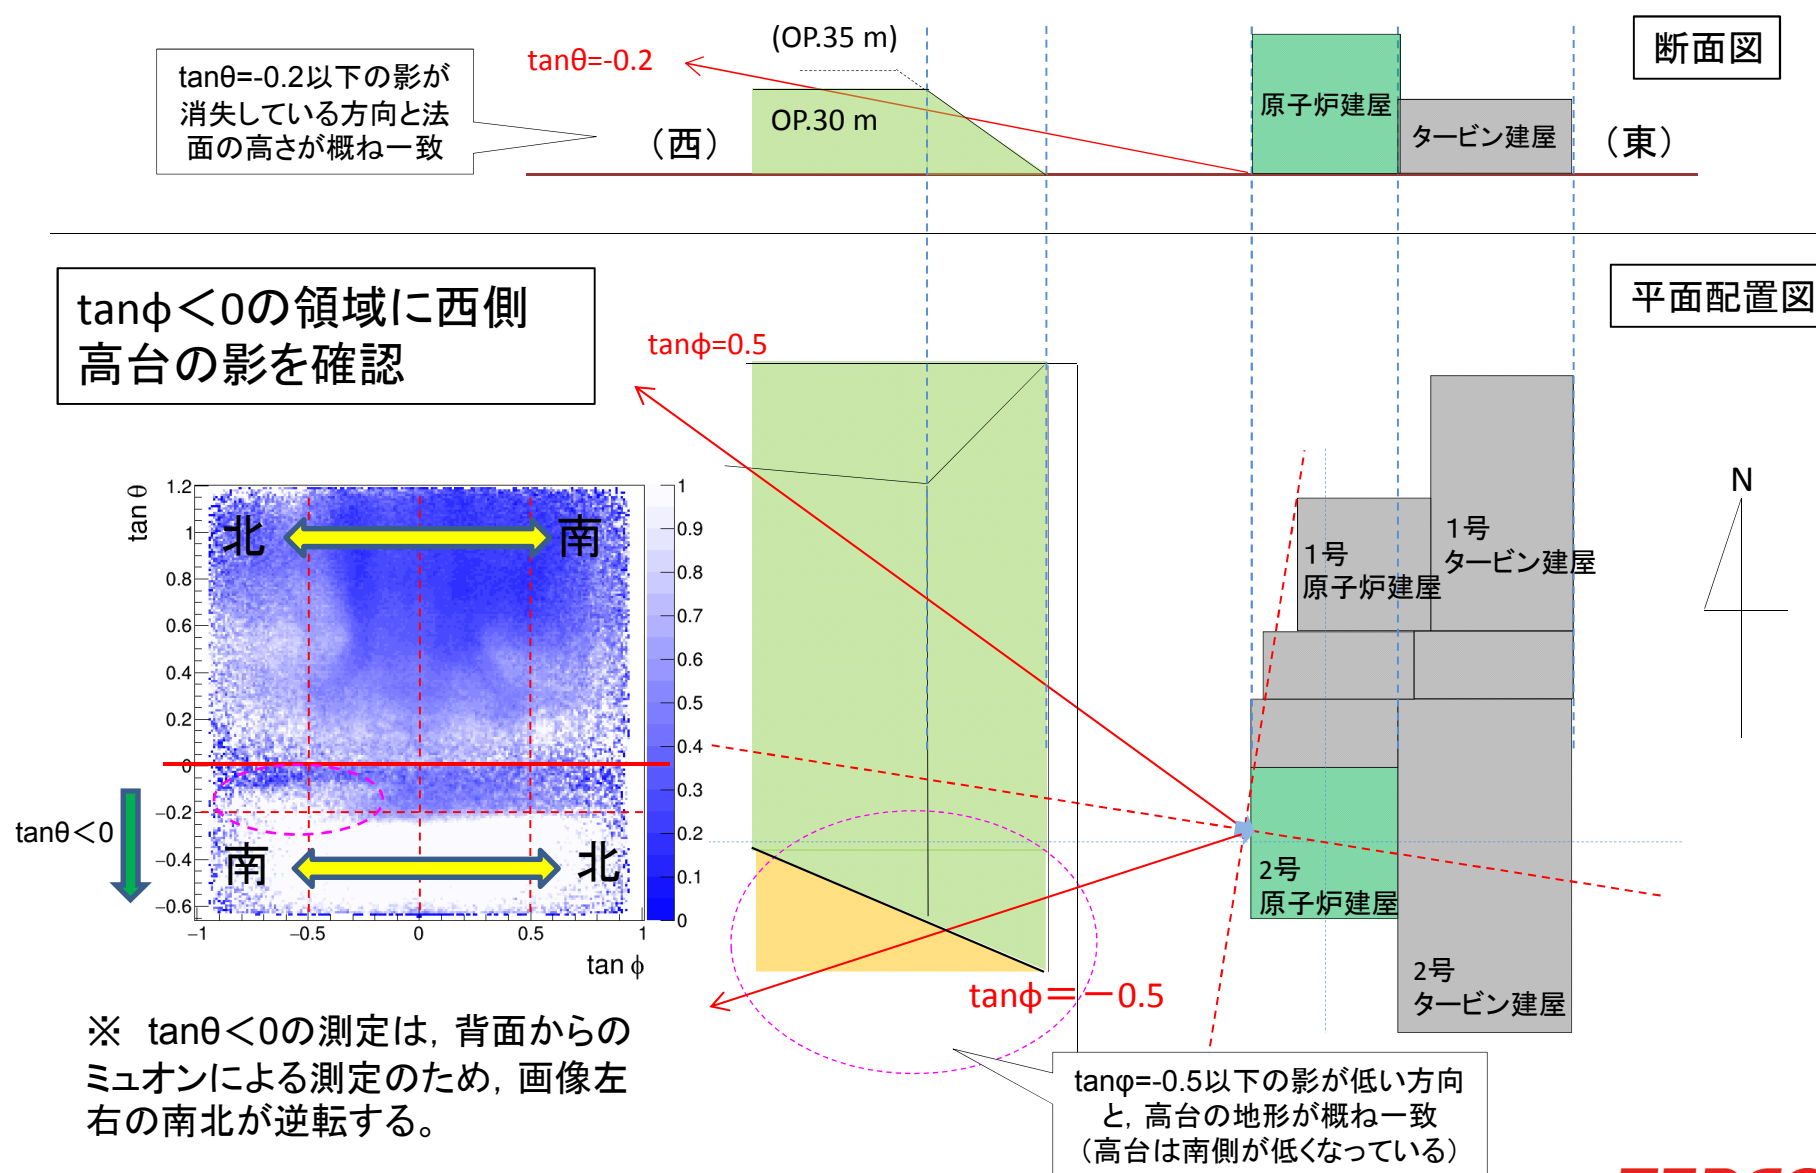 (OP.35 m)
断面図
tanθ=-0.2
tanθ=-0.2以下の影が
消失している方向と法
面の高さが概ね一致
原子炉建屋
OP.30 m
（西）
タービン建屋
（東）
tanφ＜0の領域に西側
高台の影を確認
平面配置図
tanφ=0.5
N
1号
タービン建屋
1号
原子炉建屋
tan θ
1.2
1
0.8
0.6
0.4
0.2
0
−0.2
−0.4
−0.6
北
南
南
北
1
0.9
0.8
0.7
0.6
0.5
0.4
0.3
0.2
0.1
0
−1
−0.5
0
0.5
1
tan ϕ
tanθ＜0
2号
原子炉建屋
2号
タービン建屋
tanφ＝－0.5
※　tanθ＜0の測定は，背面からの
ミュオンによる測定のため，画像左
右の南北が逆転する。
tanφ=-0.5以下の影が低い方向
と，高台の地形が概ね一致
（高台は南側が低くなっている）